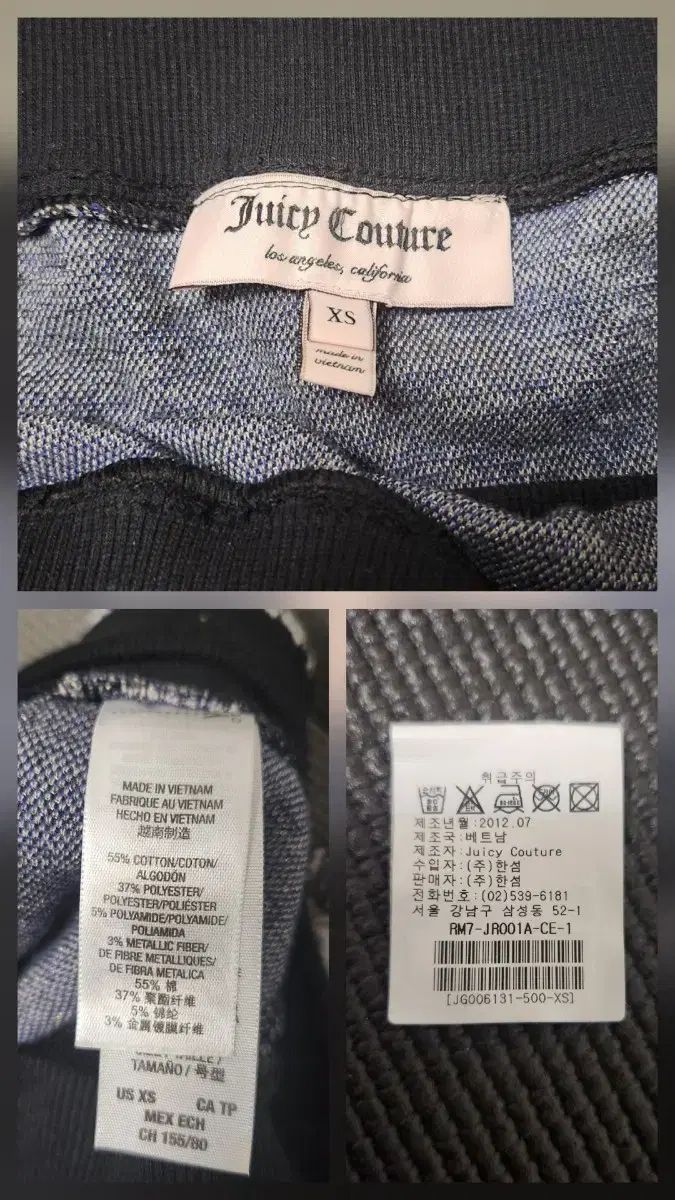 Juicy Couture
los angeles, california
XS
made in
vietnam
MADE IN VIETNAM
FABRIQUE AU VIETNAM
HECHO EN VIETNAM
越南制造
55% COTTON/COTON/
ALGODÓN
37% POLYESTER/
POLYESTER/POLIÉSTER
5% POLYAMIDE/POLYAMIDE/
POLIAMIDA
3% METALLIC FIBER/
DE FIBRE METALLIQUES/
DE FIBRA METALICA
55% 棉
37% 聚酯纤维
5% 锦纶
3% 金属镀膜纤维
TAMAÑO / 号型
US XS CA TP
MEX ECH
CH 155/80
취급주의
제조년월:2012.07
제조국:베트남
제조자:Juicy Couture
수입자:(주)한섬
판매자:(주)한섬
전화번호:(02)539-6181
서울 강남구 삼성동 52-1
RM7-JR001A-CE-1
[JG006131-500-XS]